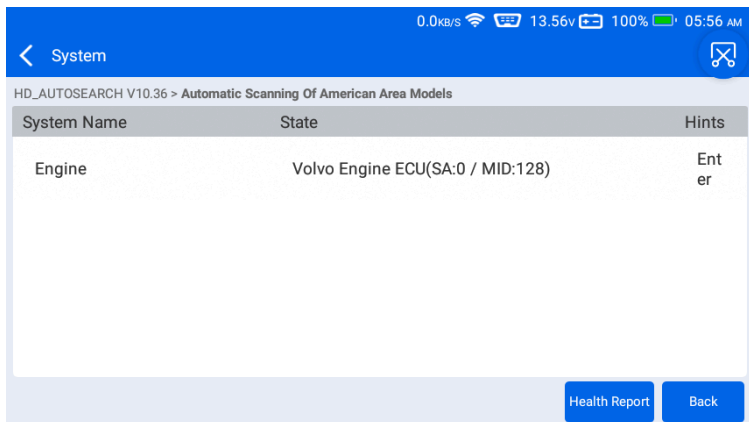 0.0KB/S 13.56V 100% 05:56 AM
System
HD_AUTOSEARCH V10.36 > Automatic Scanning Of American Area Models
System Name State Hints
Engine Volvo Engine ECU(SA:0 / MID:128) Ent
er
Health Report Back